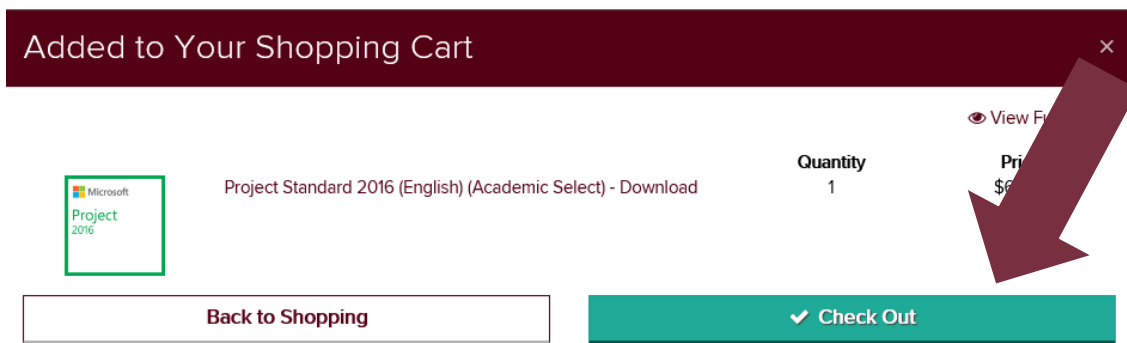 Added to Your Shopping Cart ×
View
Quantity
Microsoft
Project
2016
Project Standard 2016 (English) (Academic Select) - Download
1
Back to Shopping
✔ Check Out